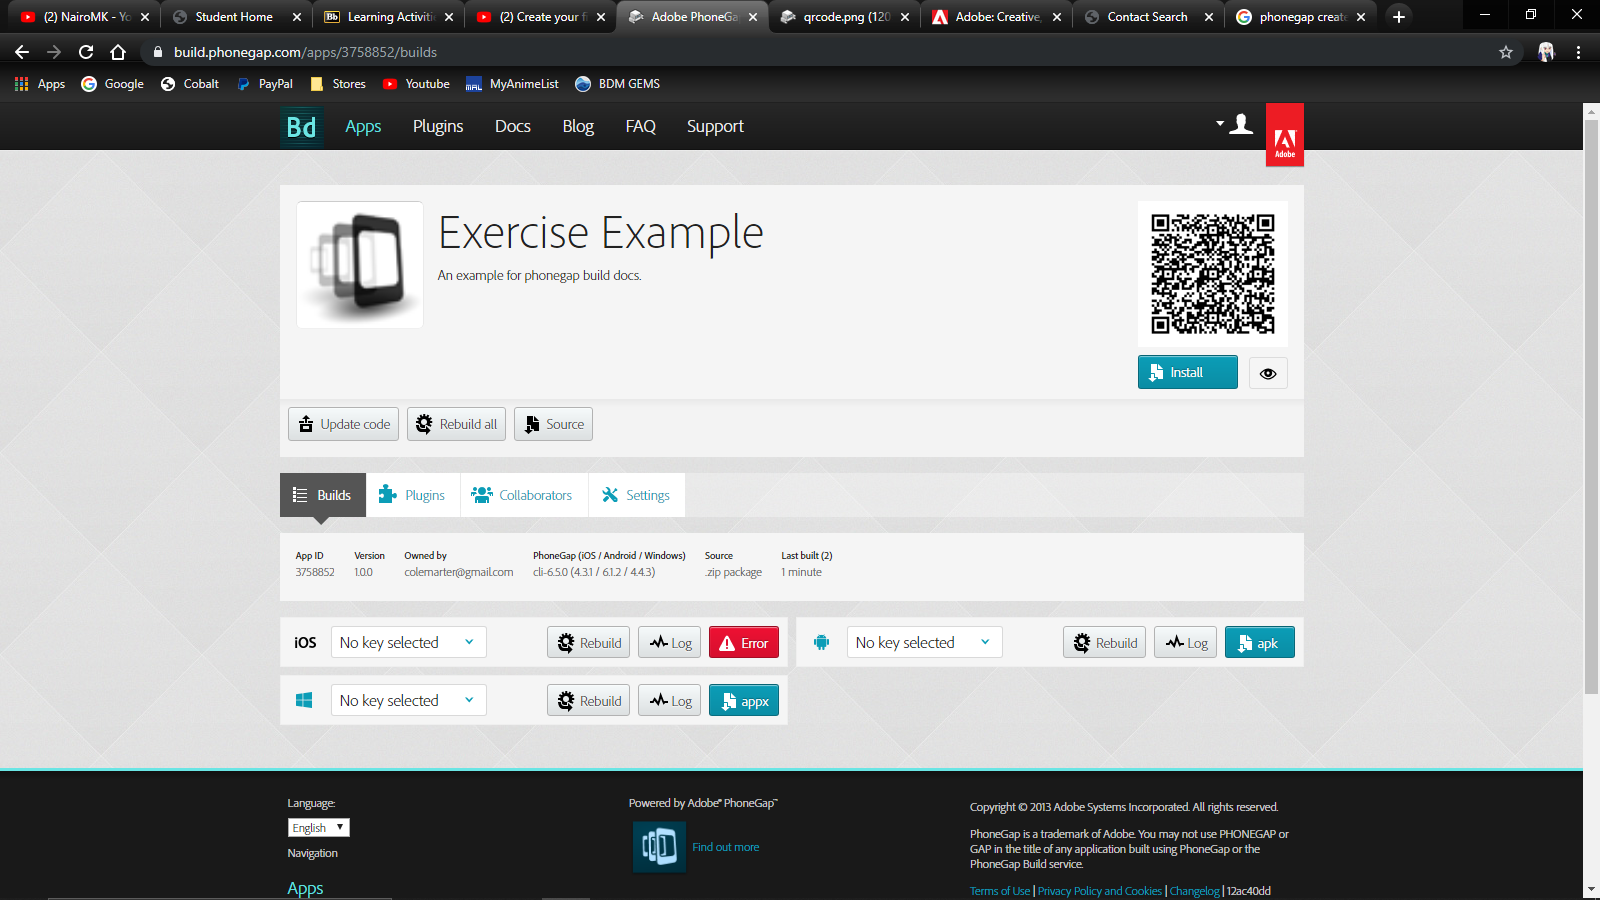 (2) NairoMK - Yo
Student Home
Bb Learning Activiti
(2) Create your f
Adobe PhoneGa
qrcode.png (120
Adobe: Creative,
Contact Search
phonegap create
build.phonegap.com/apps/3758852/builds
Apps
Google
Cobalt
PayPal
Stores
Youtube
MAL MyAnimeList
BDM GEMS
Bd Apps Plugins Docs Blog FAQ Support
Adobe
Exercise Example
An example for phonegap build docs.
Install
Update code
Rebuild all
Source
Builds
Plugins
Collaborators
Settings
App ID Version Owned by PhoneGap (iOS / Android / Windows) Source Last built (2)
3758852 1.0.0 colemarter@gmail.com cli-6.5.0 (4.3.1 / 6.1.2 / 4.4.3) .zip package 1 minute
iOS No key selected Rebuild Log Error
No key selected Rebuild Log apk
No key selected Rebuild Log appx
Language:
English
Navigation
Apps
Powered by Adobe® PhoneGap™
Find out more
Copyright © 2013 Adobe Systems Incorporated. All rights reserved.
PhoneGap is a trademark of Adobe. You may not use PHONEGAP or
GAP in the title of any application built using PhoneGap or the
PhoneGap Build service.
Terms of Use | Privacy Policy and Cookies | Changelog | 12ac40dd